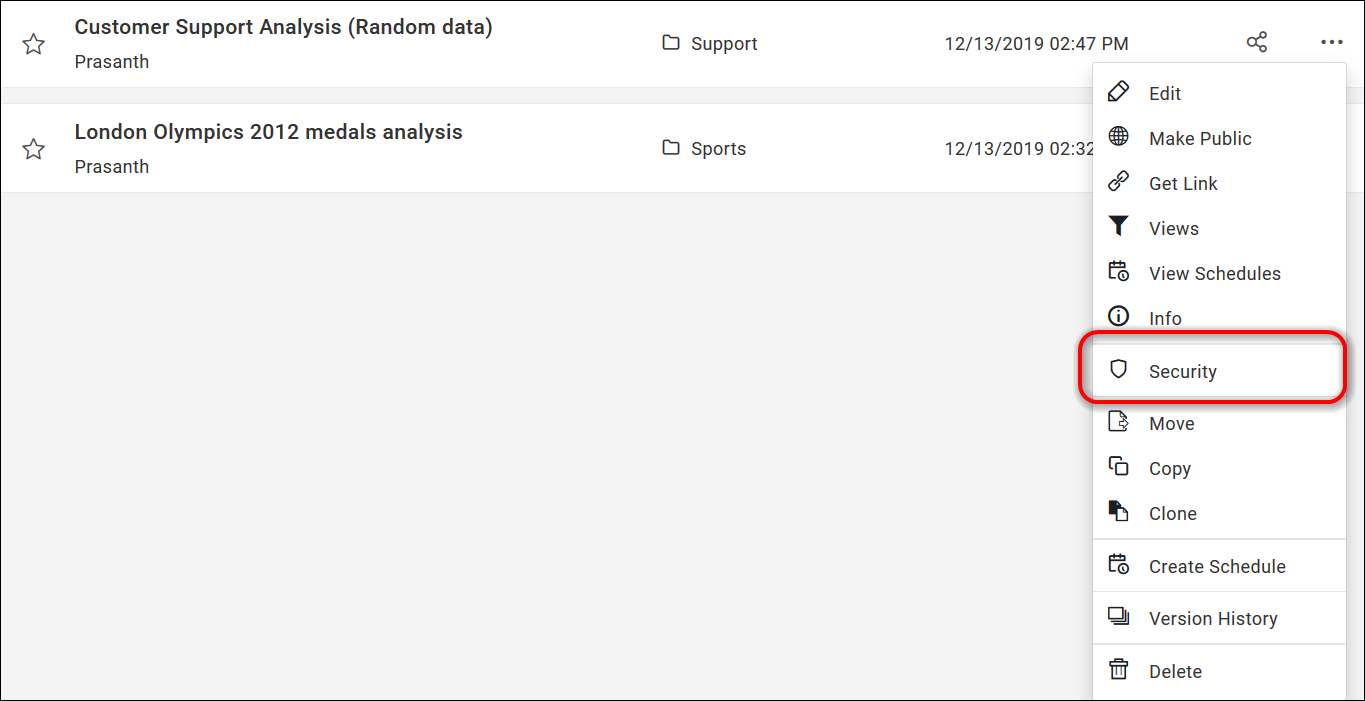 Customer Support Analysis (Random data)
Prasanth
Support
12/13/2019 02:47 PM
London Olympics 2012 medals analysis
Prasanth
Sports
12/13/2019 02:32
Edit
Make Public
Get Link
Views
View Schedules
Info
Security
Move
Copy
Clone
Create Schedule
Version History
Delete